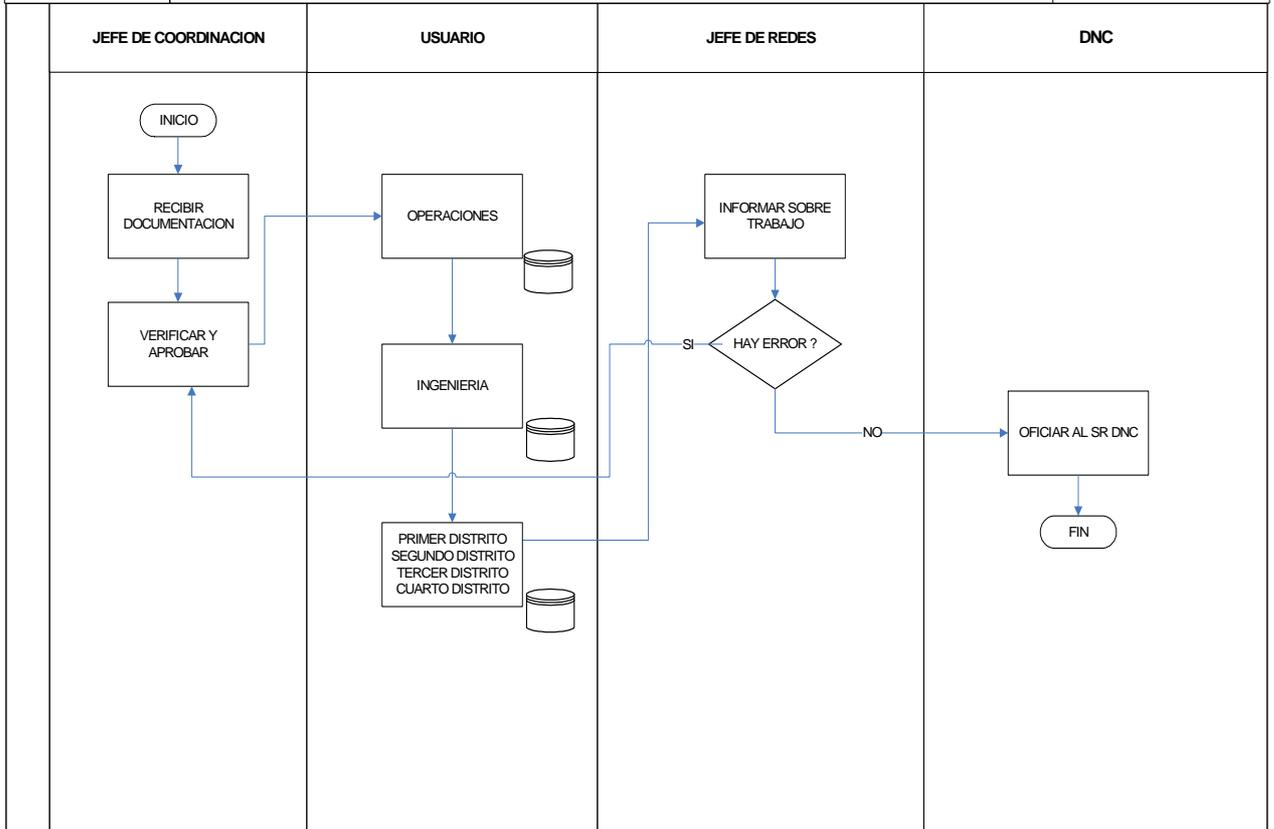 JEFE DE COORDINACION
USUARIO
JEFE DE REDES
DNC
INICIO
RECIBIR
DOCUMENTACION
VERIFICAR Y
APROBAR
OPERACIONES
INGENIERIA
PRIMER DISTRITO
SEGUNDO DISTRITO
TERCER DISTRITO
CUARTO DISTRITO
INFORMAR SOBRE
TRABAJO
HAY ERROR ?
SI
NO
OFICIAR AL SR DNC
FIN